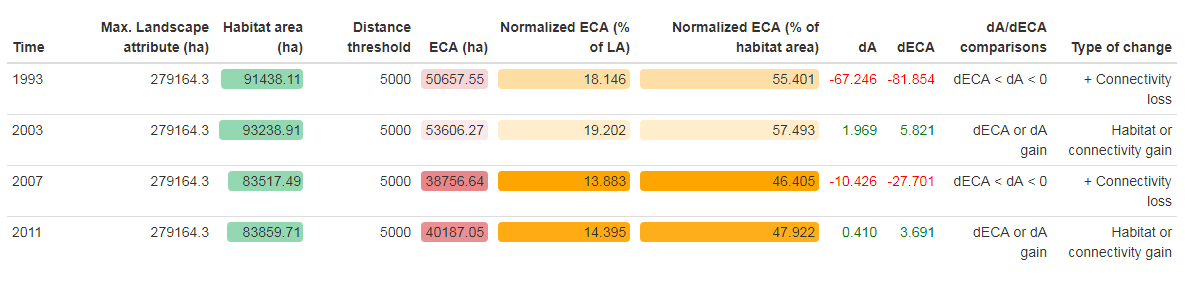 Time Max. Landscape attribute (ha) Habitat area (ha) Distance threshold ECA (ha) Normalized ECA (% of LA) Normalized ECA (% of habitat area) dA dECA dA/dECA comparisons Type of change
1993 279164.3 91438.11 5000 50657.55 18.146 55.401 -67.246 -81.854 dECA < dA < 0 + Connectivity loss
2003 279164.3 93238.91 5000 53606.27 19.202 57.493 1.969 5.821 dECA or dA gain Habitat or connectivity gain
2007 279164.3 83517.49 5000 38756.64 13.883 46.405 -10.426 -27.701 dECA < dA < 0 + Connectivity loss
2011 279164.3 83859.71 5000 40187.05 14.395 47.922 0.410 3.691 dECA or dA gain Habitat or connectivity gain